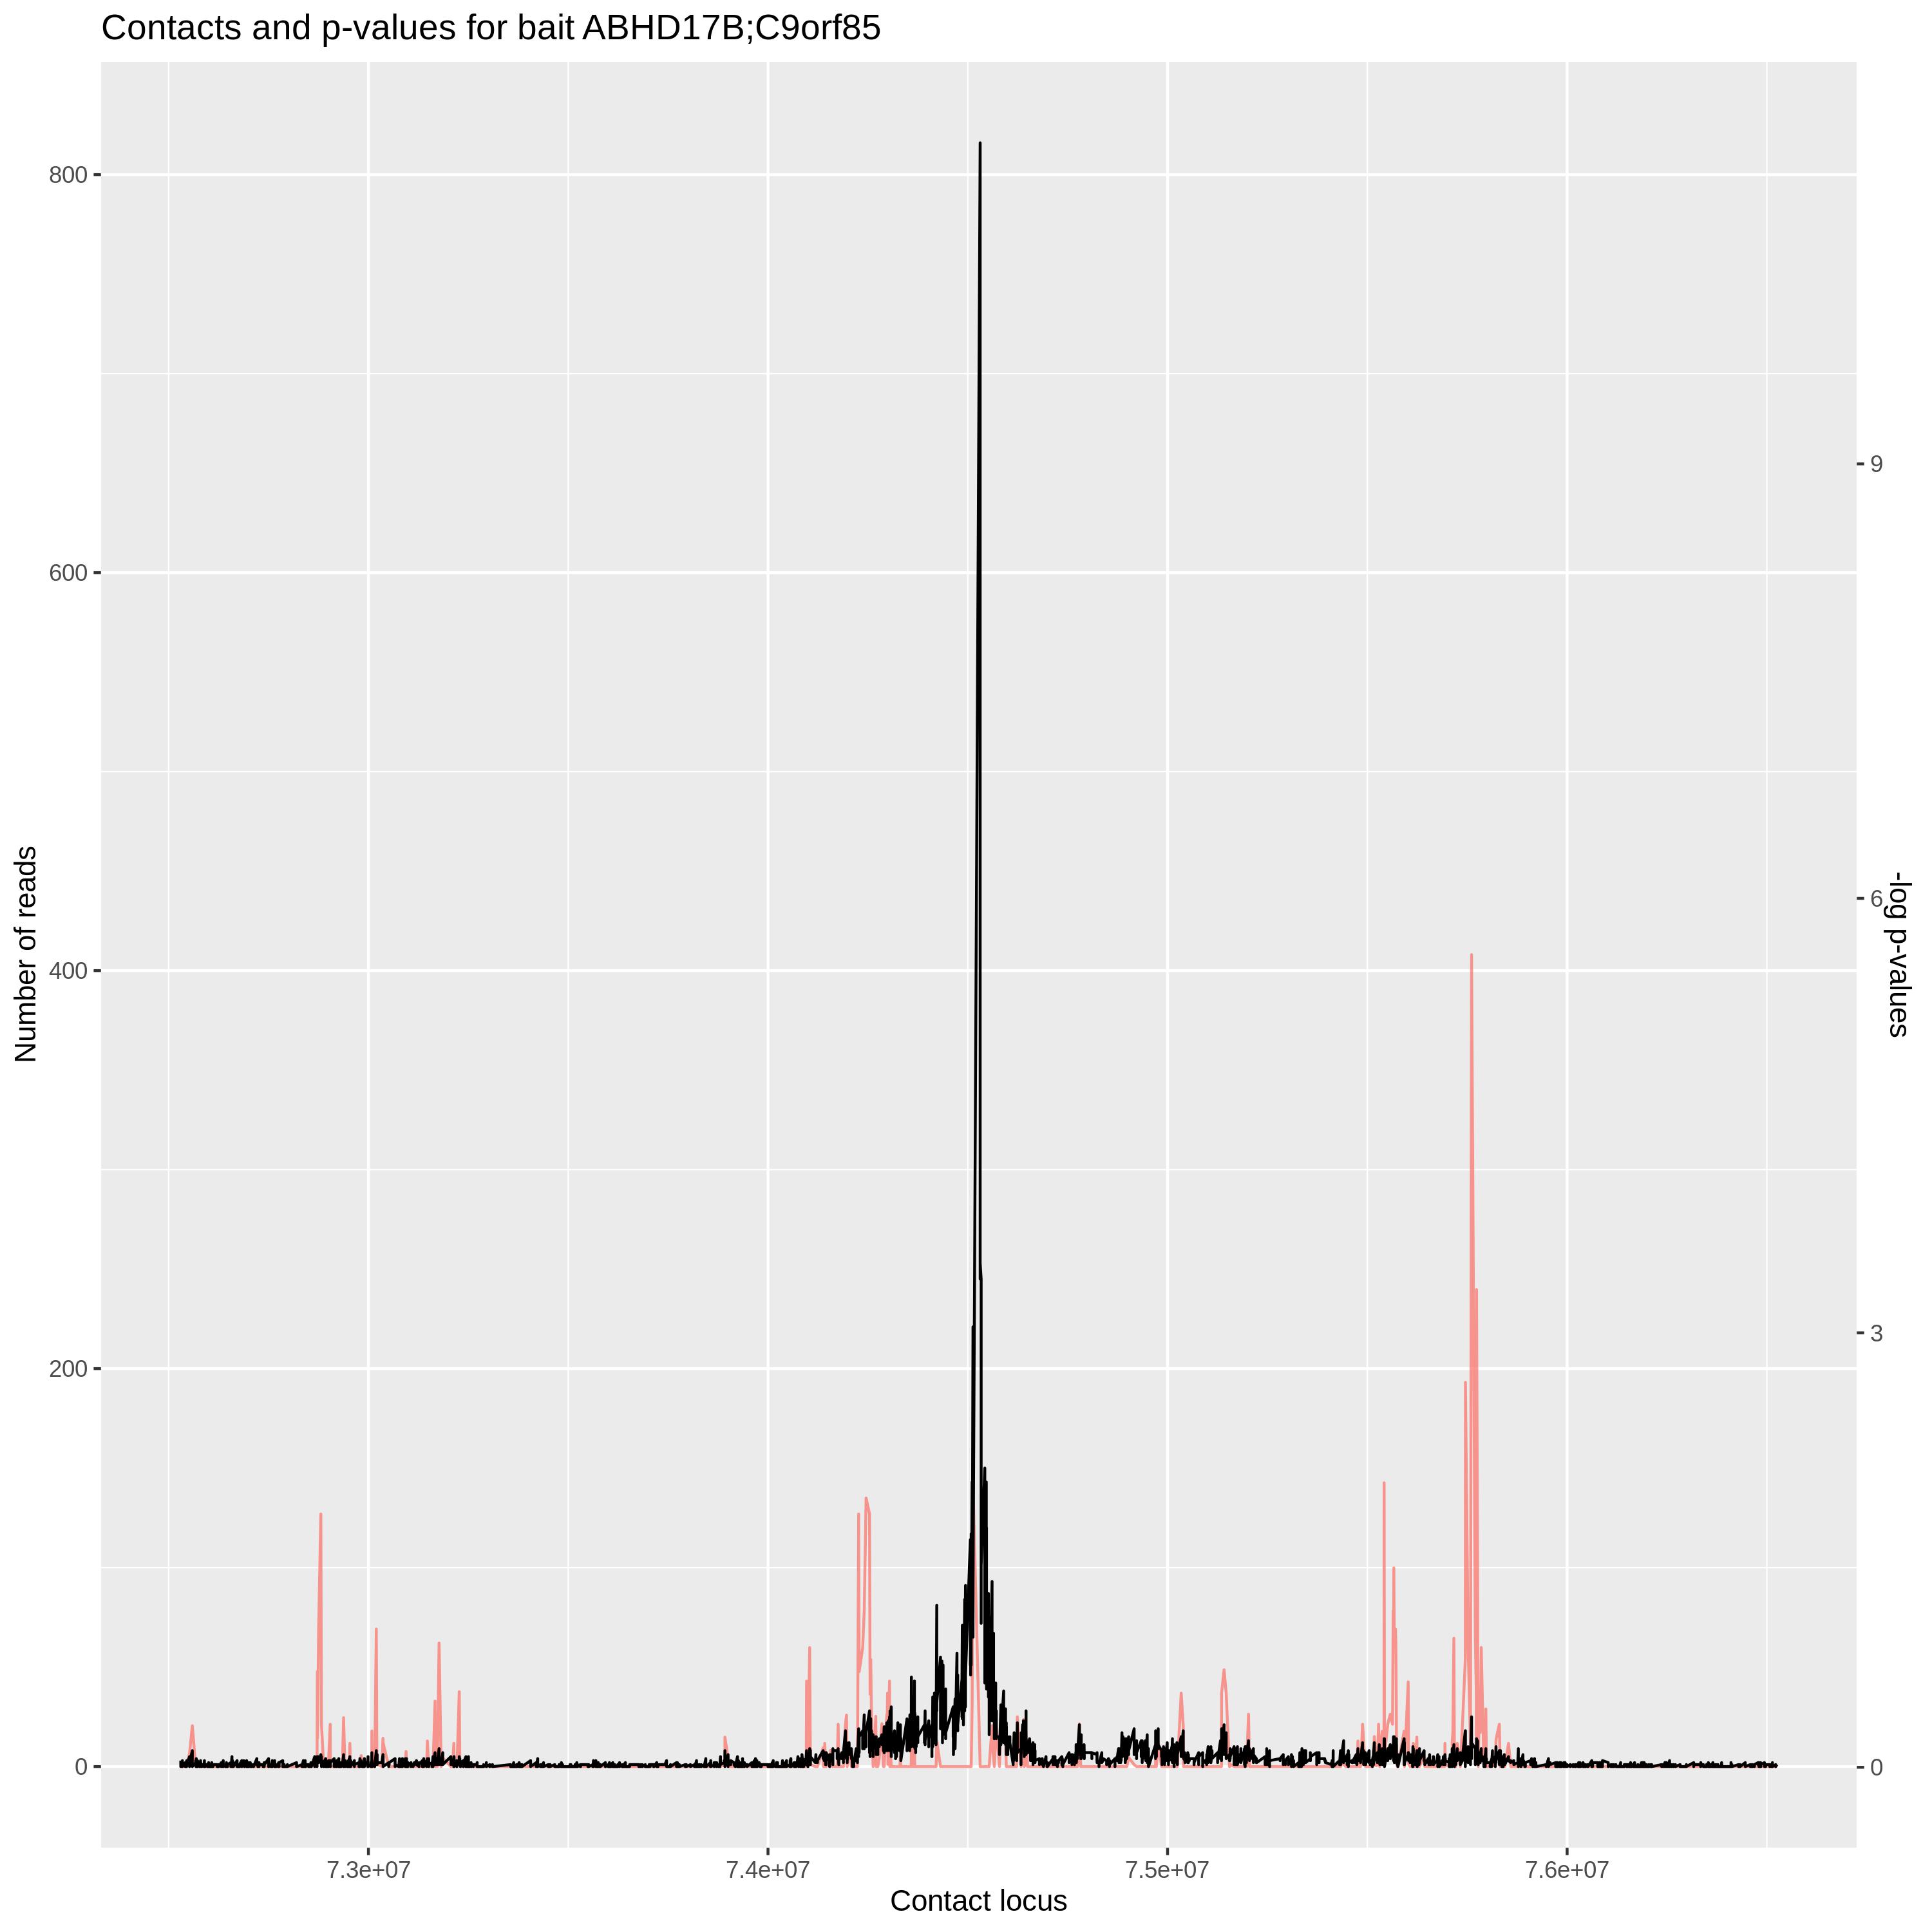 Contacts and p-values for bait ABHD17B;C9orf85
800
600
400
200
0
Number of reads
9
6
3
0
-log p-values
7.3e+07
7.4e+07
7.5e+07
7.6e+07
Contact locus